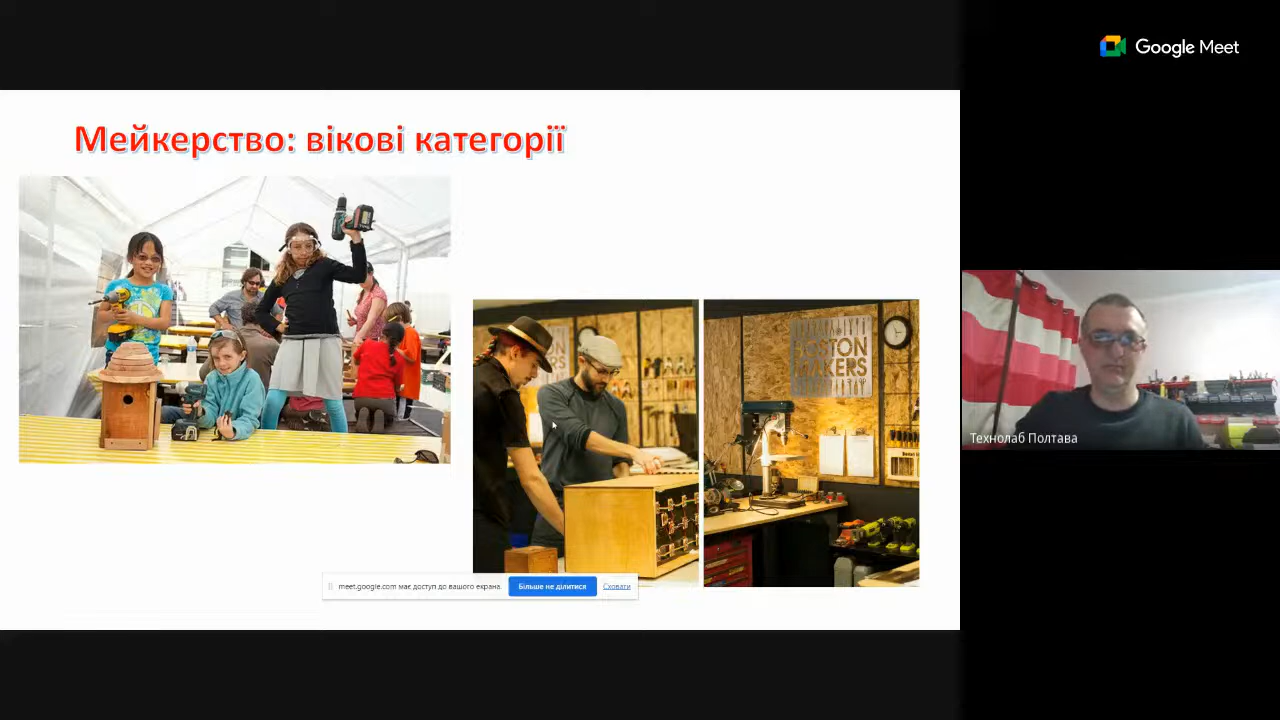 Google Meet
Мейкерство: вікові категорії
BOSTON
MAKERS
Технолаб Полтава
meet.google.com має доступ до вашого екрана.
Більше не ділитися
Сховати